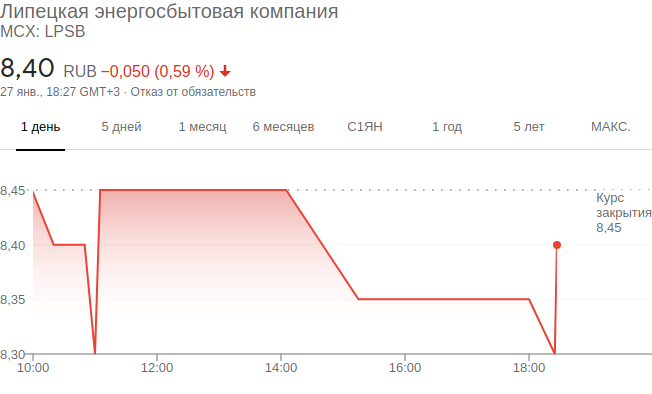 Липецкая энергосбытовая компания
MCX: LPSB
8,40 RUB −0,050 (0,59 %)
27 янв., 18:27 GMT+3 · Отказ от обязательств
1 день 5 дней 1 месяц 6 месяцев С1ЯН 1 год 5 лет МАКС.
8,45
Курс
закрытия
8,45
8,40
8,35
8,30
10:00 12:00 14:00 16:00 18:00